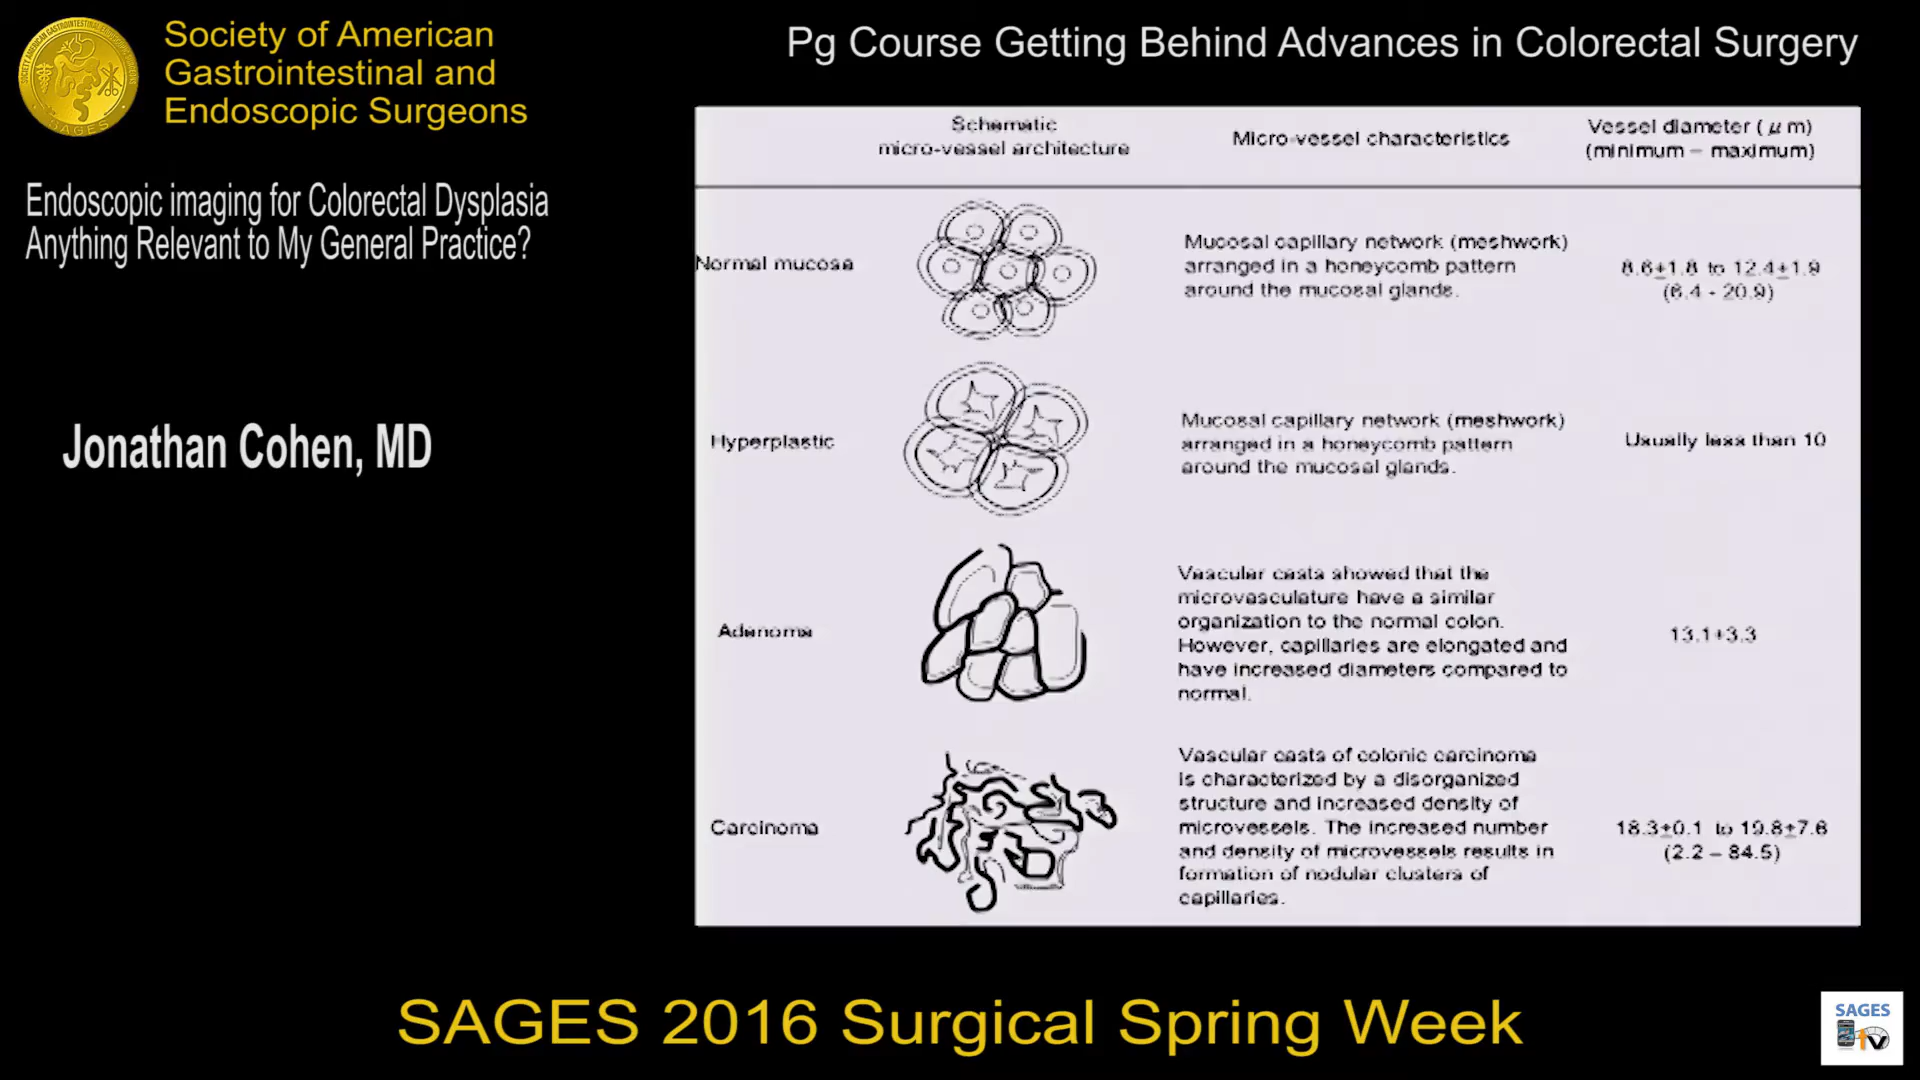 Society of American
Gastrointestinal and
Endoscopic Surgeons
SAGES
Pg Course Getting Behind Advances in Colorectal Surgery
Endoscopic imaging for Colorectal Dysplasia
Anything Relevant to My General Practice?
Jonathan Cohen, MD
Schematic
micro-vessel architecture
Micro-vessel characteristics
Vessel diameter (μm)
(minimum – maximum)
Normal mucosa
Mucosal capillary network (meshwork)
arranged in a honeycomb pattern
around the mucosal glands.
8.6±1.8 to 12.4±1.9
(6.4 - 20.9)
Hyperplastic
Mucosal capillary network (meshwork)
arranged in a honeycomb pattern
around the mucosal glands.
Usually less than 10
Adenoma
Vascular casts showed that the
microvasculature have a similar
organization to the normal colon.
However, capillaries are elongated and
have increased diameters compared to
normal.
13.1±3.3
Carcinoma
Vascular casts of colonic carcinoma
is characterized by a disorganized
structure and increased density of
microvessels. The increased number
and density of microvessels results in
formation of nodular clusters of
capillaries.
18.3±0.1 to 19.8±7.6
(2.2 – 84.5)
SAGES 2016 Surgical Spring Week
SAGES
tv